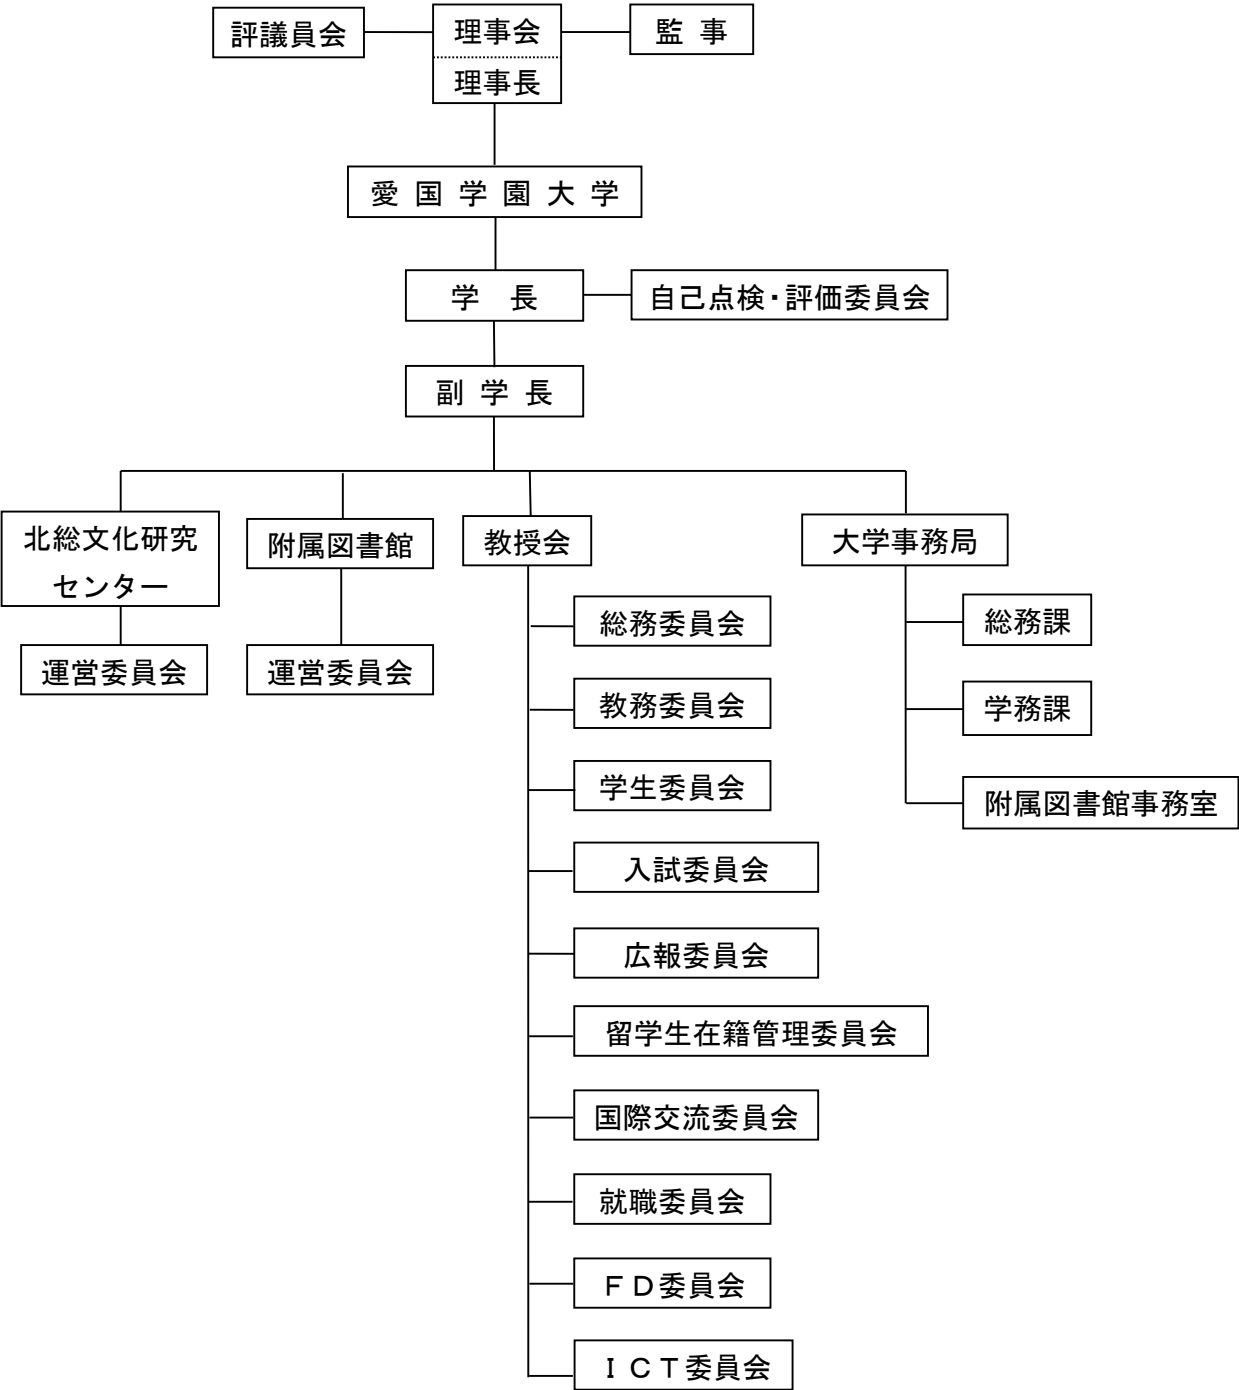 評議員会
理事会
監 事
理事長
愛 国 学 園 大 学
学 長
自己点検・評価委員会
副 学 長
北総文化研究
センター
運営委員会
附属図書館
運営委員会
教授会
総務委員会
教務委員会
学生委員会
入試委員会
広報委員会
留学生在籍管理委員会
国際交流委員会
就職委員会
ＦＤ委員会
ＩＣＴ委員会
大学事務局
総務課
学務課
附属図書館事務室